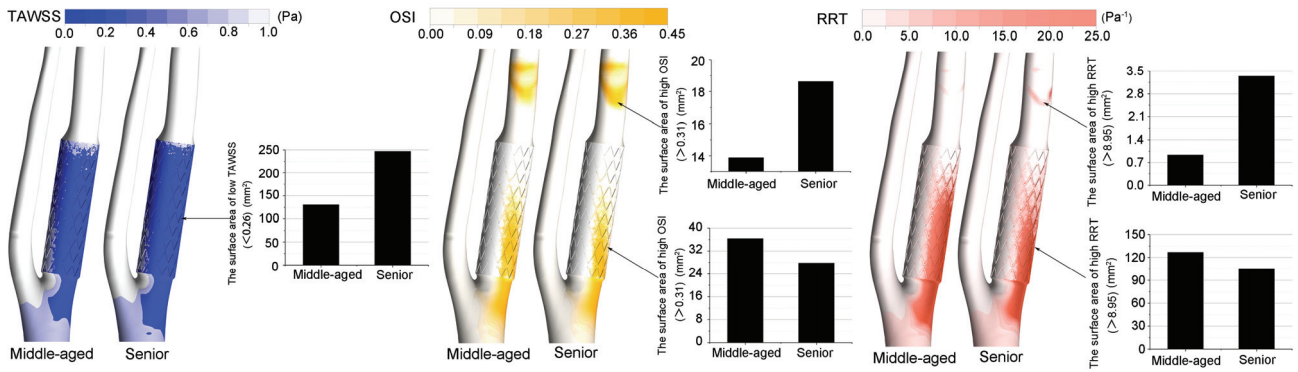 TAWSS (Pa)
0.0 0.2 0.4 0.6 0.8 1.0
OSI
0.00 0.09 0.18 0.27 0.36 0.45
RRT (Pa⁻¹)
0.0 5.0 10.0 15.0 20.0 25.0
Middle-aged Senior
The surface area of low TAWSS
(<0.26) (mm²)
250
200
150
100
50
0
Middle-aged Senior
Middle-aged Senior
The surface area of high OSI
(>0.31) (mm²)
20
18
16
14
Middle-aged Senior
The surface area of high OSI
(>0.31) (mm²)
40
36
28
20
12
8
0
Middle-aged Senior
Middle-aged Senior
The surface area of high RRT
(>8.95) (mm²)
3.5
2.8
2.1
1.4
0.7
0.0
Middle-aged Senior
The surface area of high RRT
(>8.95) (mm²)
150
120
90
60
30
0
Middle-aged Senior